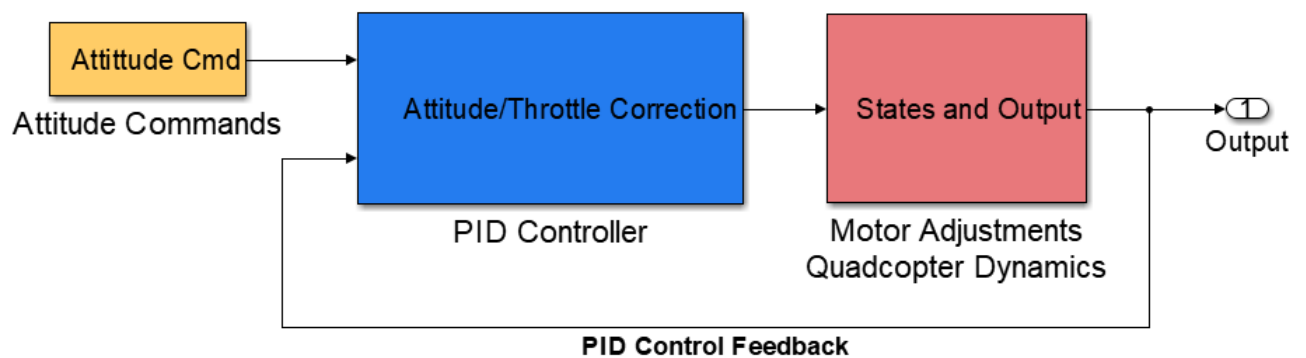 Attittude Cmd
Attitude Commands
Attitude/Throttle Correction
PID Controller
States and Output
Motor Adjustments
Quadcopter Dynamics
1
Output
PID Control Feedback